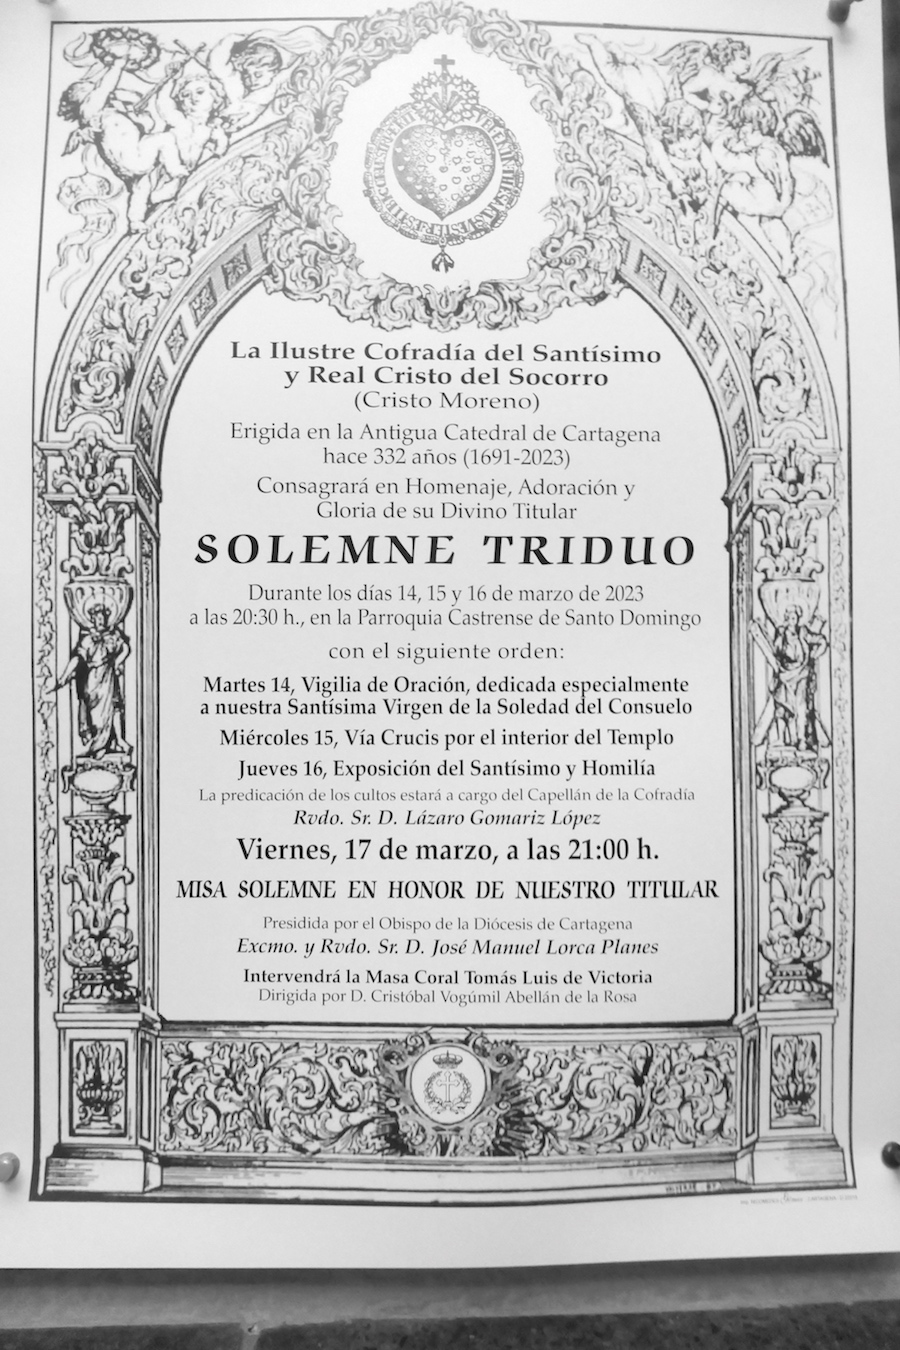 La Ilustre Cofradía del Santísimo
y Real Cristo del Socorro
(Cristo Moreno)
Erigida en la Antigua Catedral de Cartagena
hace 332 años (1691-2023)
Consagrará en Homenaje, Adoración y
Gloria de su Divino Titular
SOLEMNE TRIDUO
Durante los días 14, 15 y 16 de marzo de 2023
a las 20:30 h., en la Parroquia Castrense de Santo Domingo
con el siguiente orden:
Martes 14, Vigilia de Oración, dedicada especialmente
a nuestra Santísima Virgen de la Soledad del Consuelo
Miércoles 15, Vía Crucis por el interior del Templo
Jueves 16, Exposición del Santísimo y Homilía
La predicación de los cultos estará a cargo del Capellán de la Cofradía
Rvdo. Sr. D. Lázaro Gomariz López
Viernes, 17 de marzo, a las 21:00 h.
MISA SOLEMNE EN HONOR DE NUESTRO TITULAR
Presidida por el Obispo de la Diócesis de Cartagena
Excmo. y Rvdo. Sr. D. José Manuel Lorca Planes
Intervendrá la Masa Coral Tomás Luis de Victoria
Dirigida por D. Cristóbal Vogúmil Abellán de la Rosa